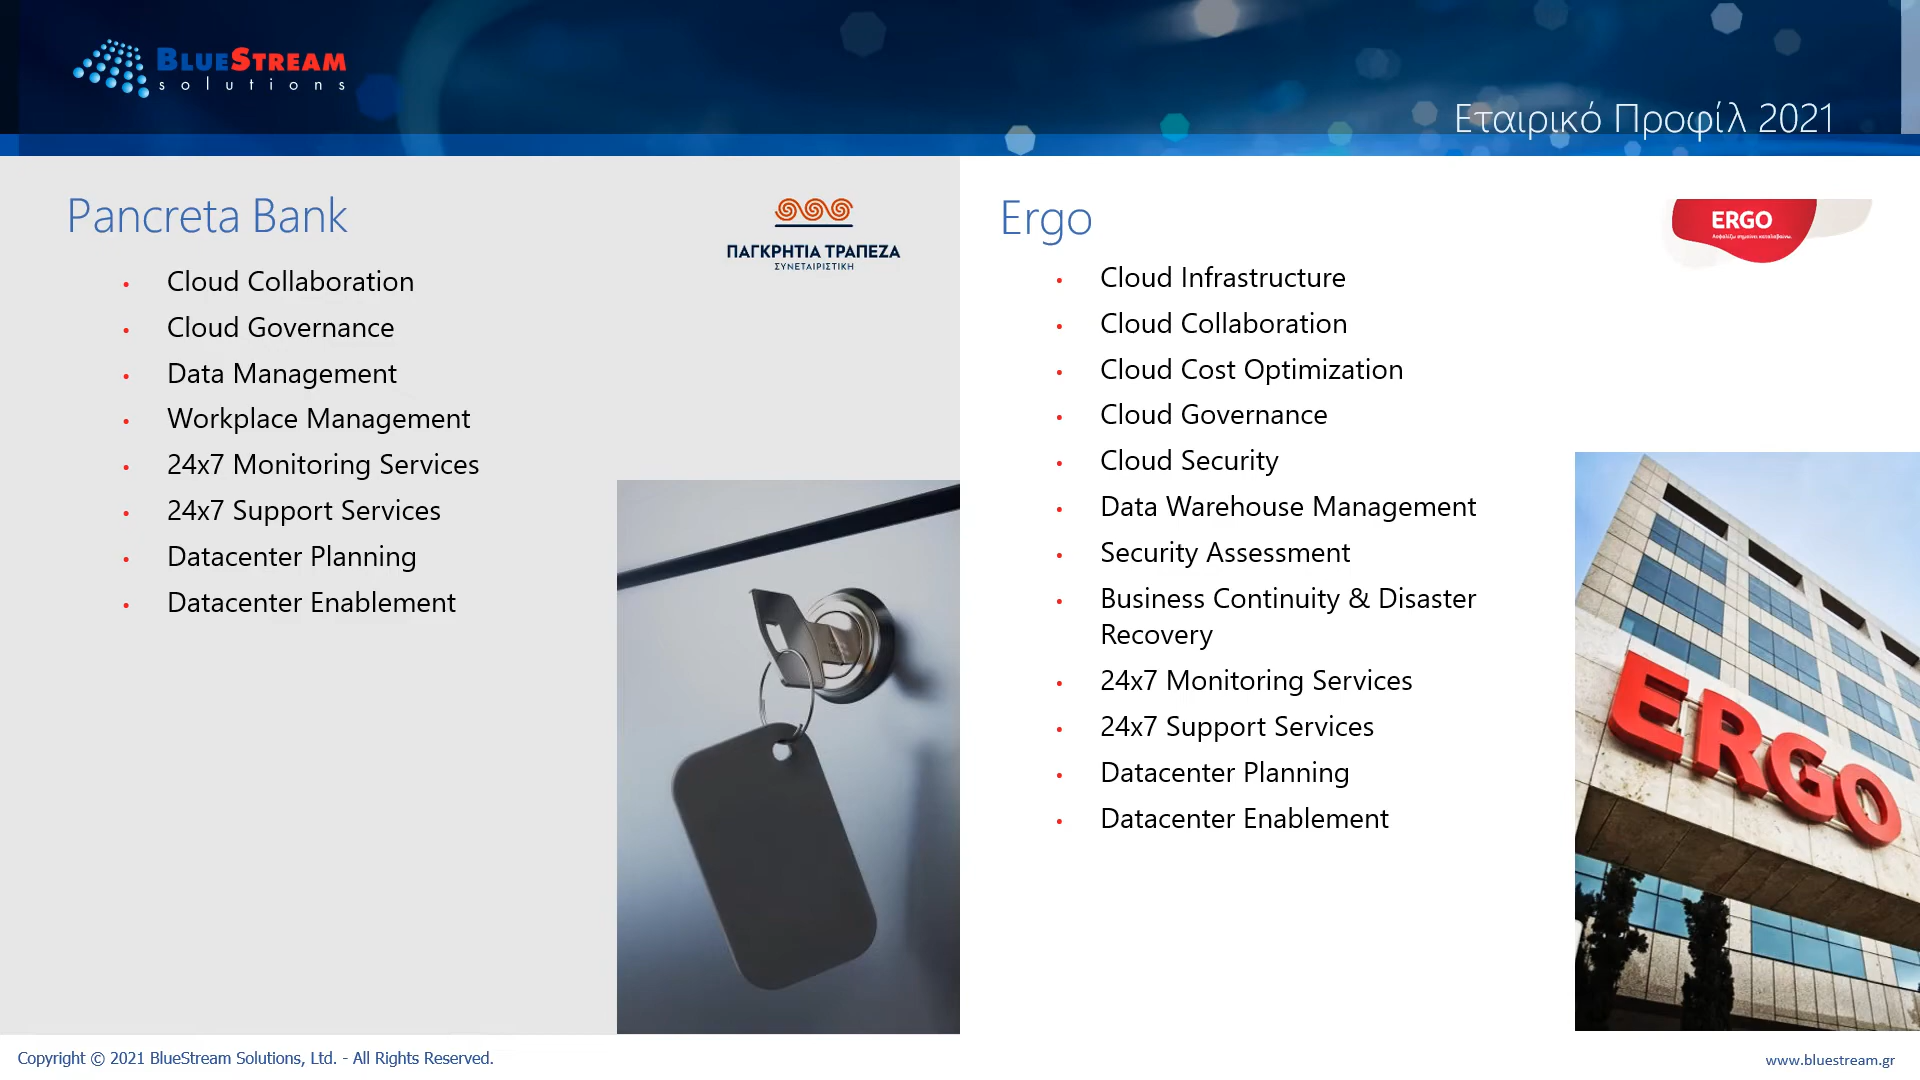 BLUESTREAM
solutions
Εταιρικό Προφίλ 2021
Pancreta Bank
ΠΑΓΚΡΗΤΙΑ ΤΡΑΠΕΖΑ
ΣΥΝΕΤΑΙΡΙΣΤΙΚΗ
• Cloud Collaboration
• Cloud Governance
• Data Management
• Workplace Management
• 24x7 Monitoring Services
• 24x7 Support Services
• Datacenter Planning
• Datacenter Enablement
Ergo
ERGO
Ασφαλίζω σημαίνει καταλαβαίνω.
• Cloud Infrastructure
• Cloud Collaboration
• Cloud Cost Optimization
• Cloud Governance
• Cloud Security
• Data Warehouse Management
• Security Assessment
• Business Continuity & Disaster
Recovery
• 24x7 Monitoring Services
• 24x7 Support Services
• Datacenter Planning
• Datacenter Enablement
ERGO
Copyright © 2021 BlueStream Solutions, Ltd. - All Rights Reserved.
www.bluestream.gr